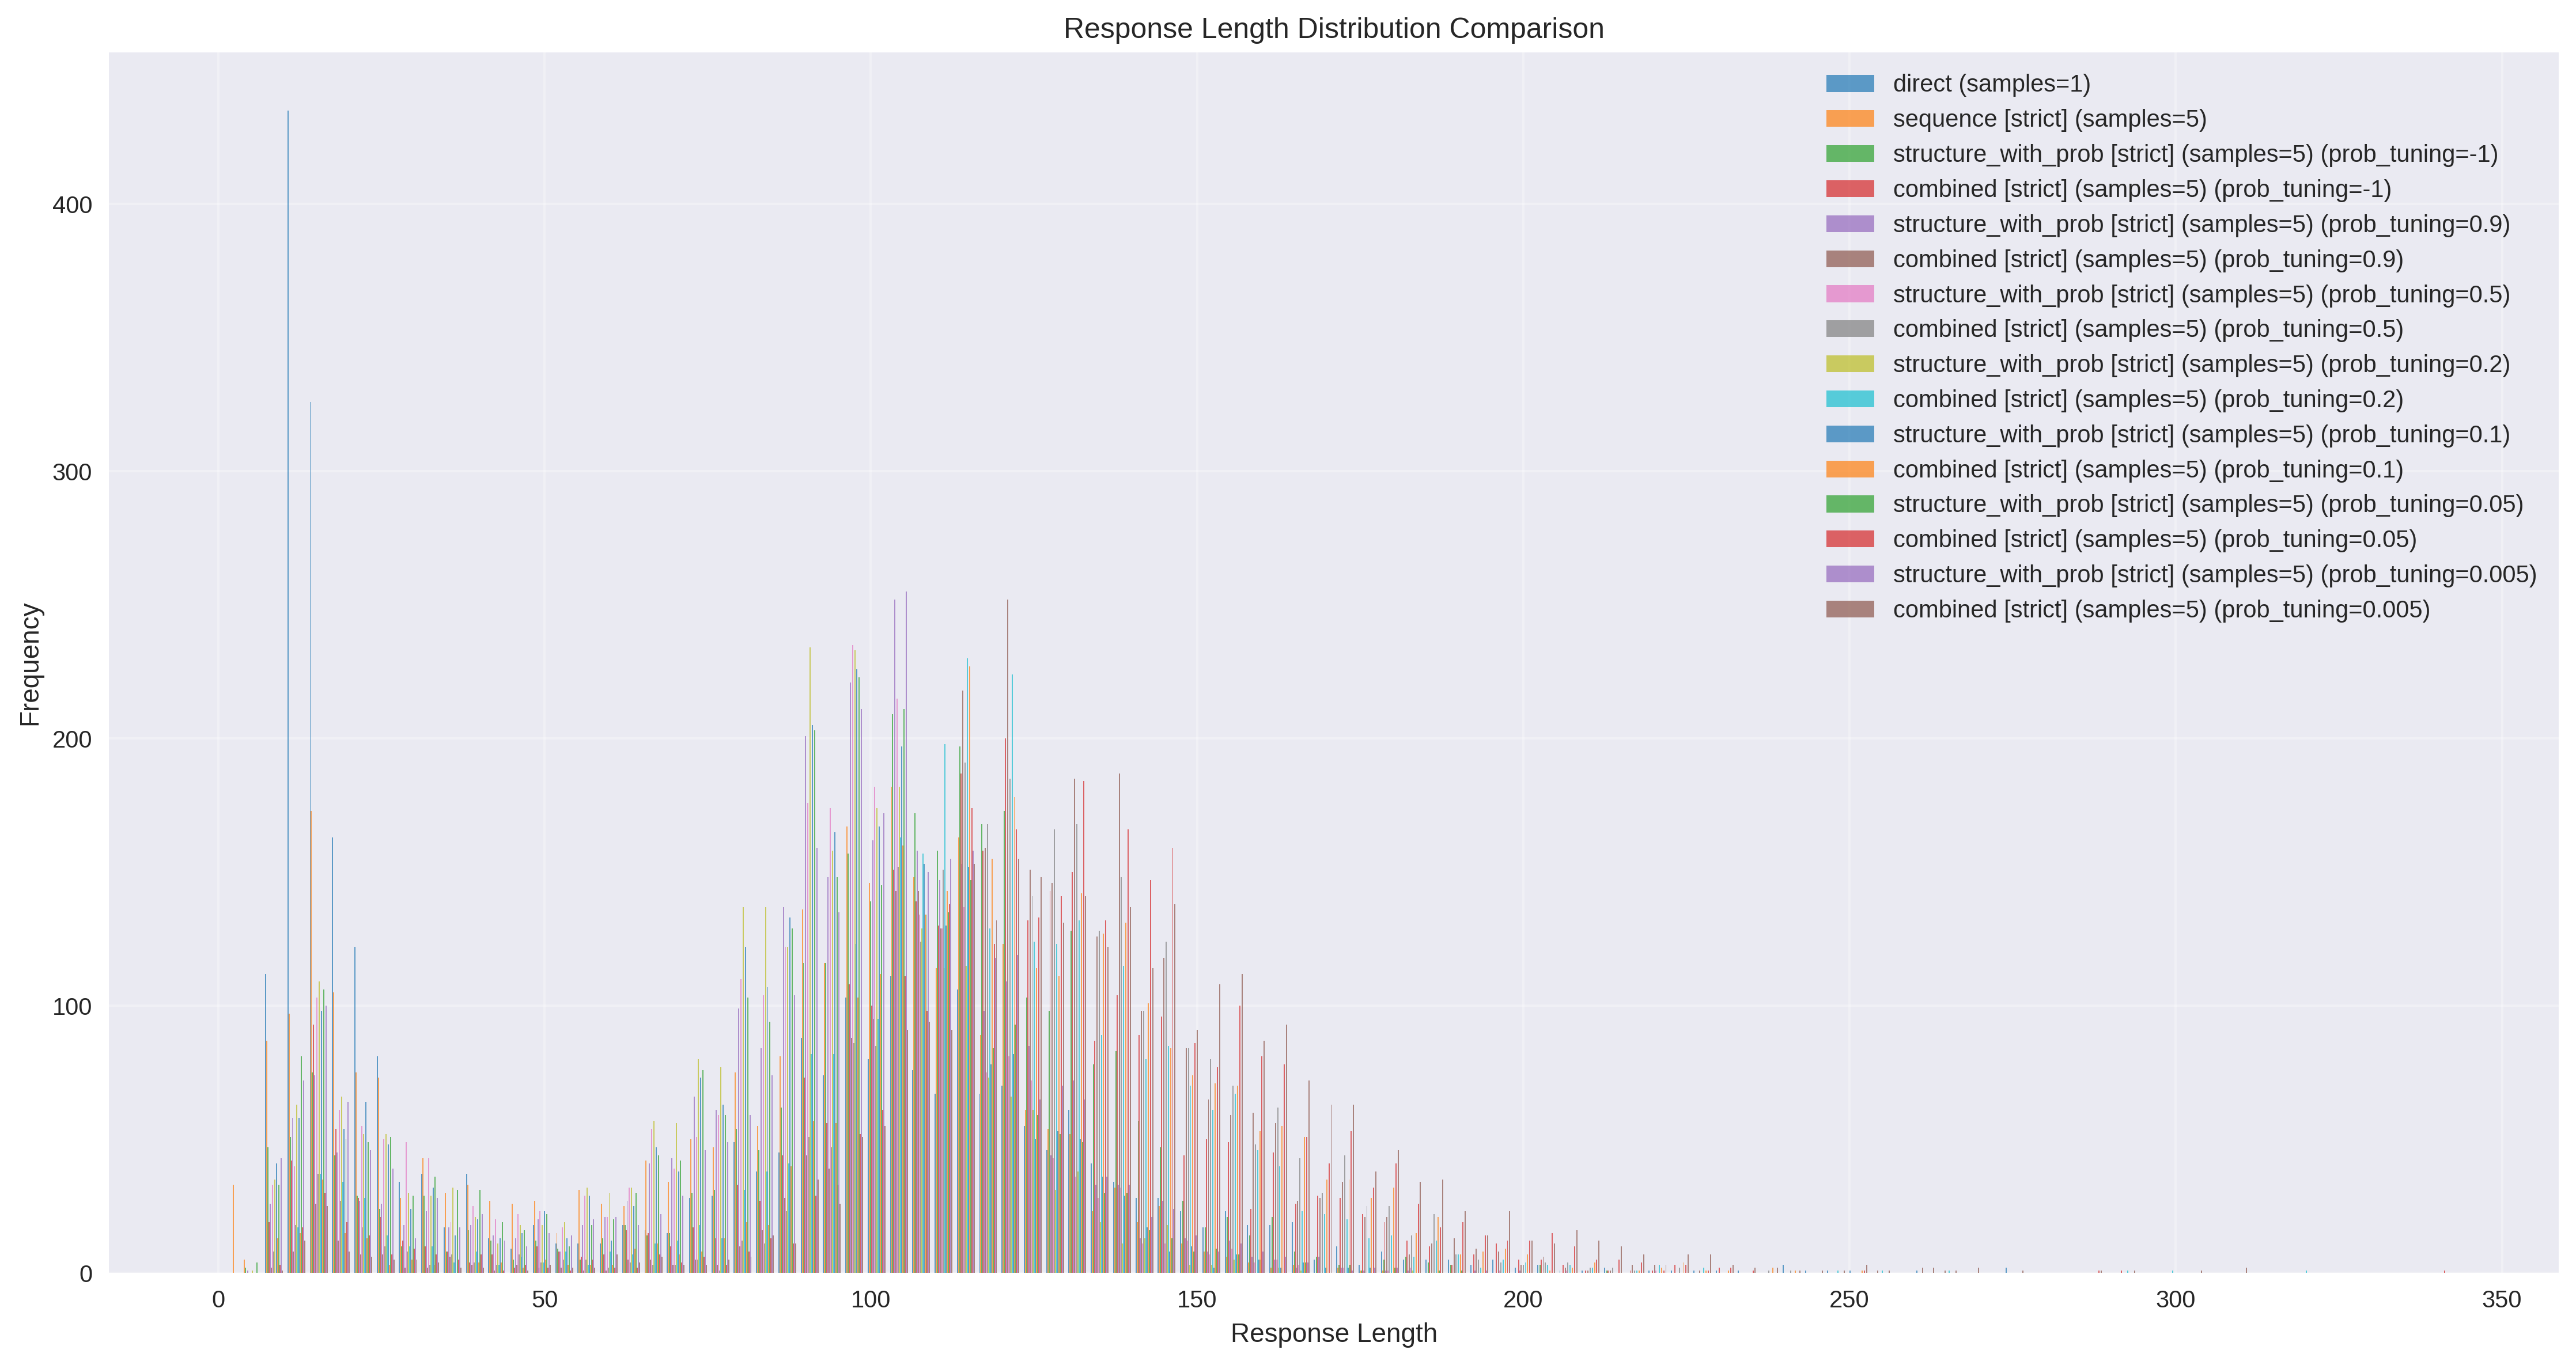 Response Length Distribution Comparison
direct (samples=1)
sequence [strict] (samples=5)
structure_with_prob [strict] (samples=5) (prob_tuning=-1)
combined [strict] (samples=5) (prob_tuning=-1)
structure_with_prob [strict] (samples=5) (prob_tuning=0.9)
combined [strict] (samples=5) (prob_tuning=0.9)
structure_with_prob [strict] (samples=5) (prob_tuning=0.5)
combined [strict] (samples=5) (prob_tuning=0.5)
structure_with_prob [strict] (samples=5) (prob_tuning=0.2)
combined [strict] (samples=5) (prob_tuning=0.2)
structure_with_prob [strict] (samples=5) (prob_tuning=0.1)
combined [strict] (samples=5) (prob_tuning=0.1)
structure_with_prob [strict] (samples=5) (prob_tuning=0.05)
combined [strict] (samples=5) (prob_tuning=0.05)
structure_with_prob [strict] (samples=5) (prob_tuning=0.005)
combined [strict] (samples=5) (prob_tuning=0.005)
Frequency
400
300
200
100
0
0 50 100 150 200 250 300 350
Response Length